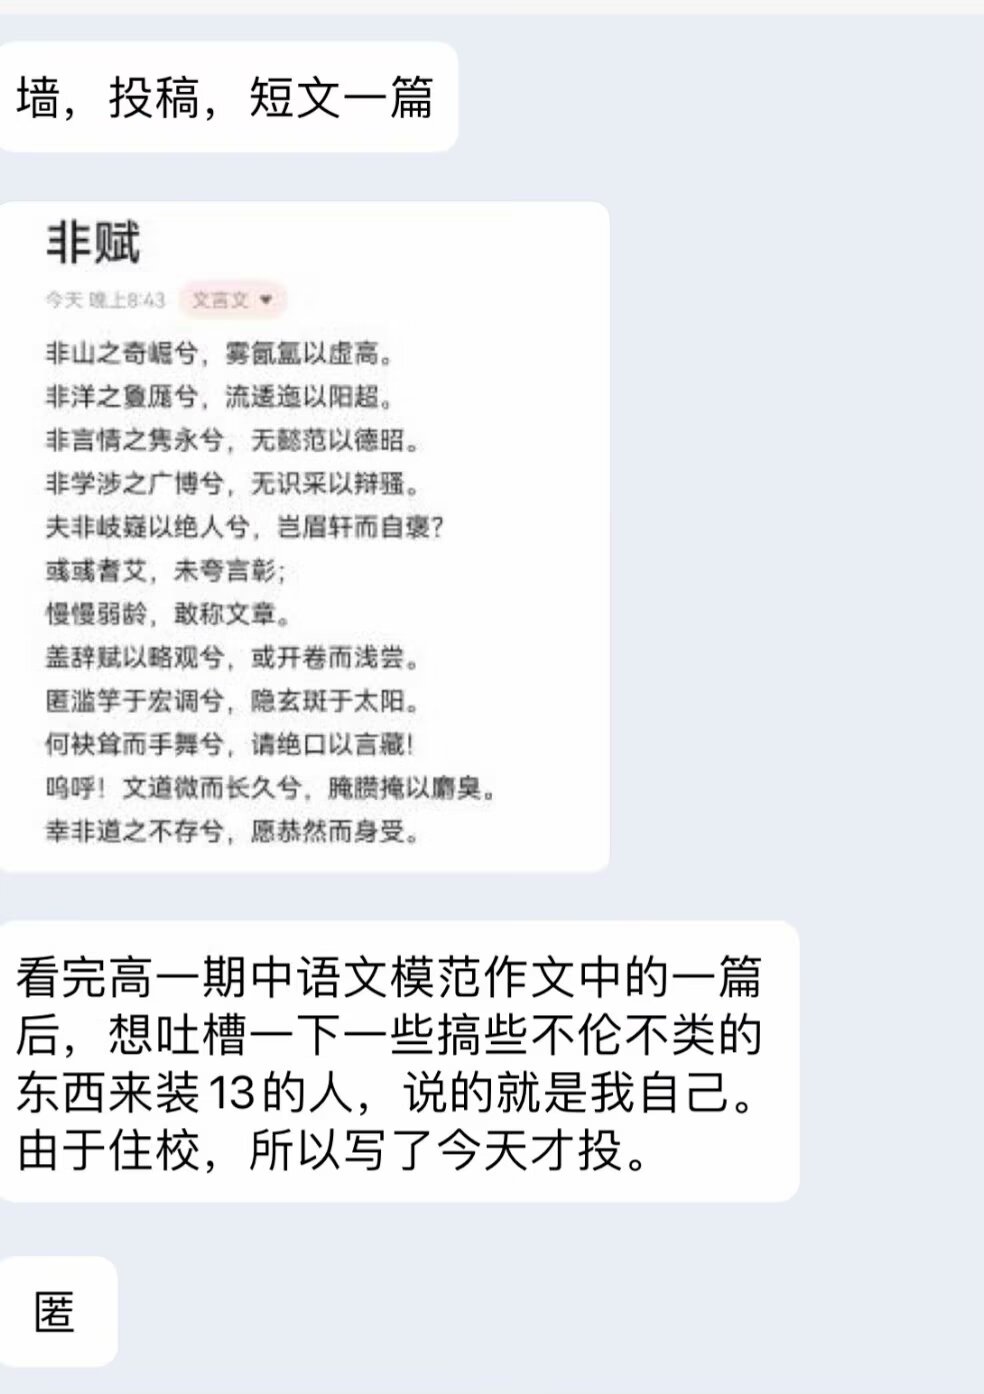 墙，投稿，短文一篇
非赋
今天 晚上8:43 文言文
非山之奇崛兮，雾氤氲以虚高。
非洋之敻厖兮，流逶迤以阳超。
非言情之隽永兮，无懿范以德昭。
非学涉之广博兮，无识采以辩骚。
夫非岐嶷以绝人兮，岂眉轩而自褒？
彧彧耆艾，未夸言彰；
慢慢弱龄，敢称文章。
盖辞赋以略观兮，或开卷而浅尝。
匿滥竽于宏调兮，隐玄斑于太阳。
何袂耸而手舞兮，请绝口以言藏！
呜呼！文道微而长久兮，腌臜掩以麝臭。
幸非道之不存兮，愿恭然而身受。
看完高一期中语文模范作文中的一篇
后，想吐槽一下一些搞些不伦不类的
东西来装13的人，说的就是我自己。
由于住校，所以写了今天才投。
匿